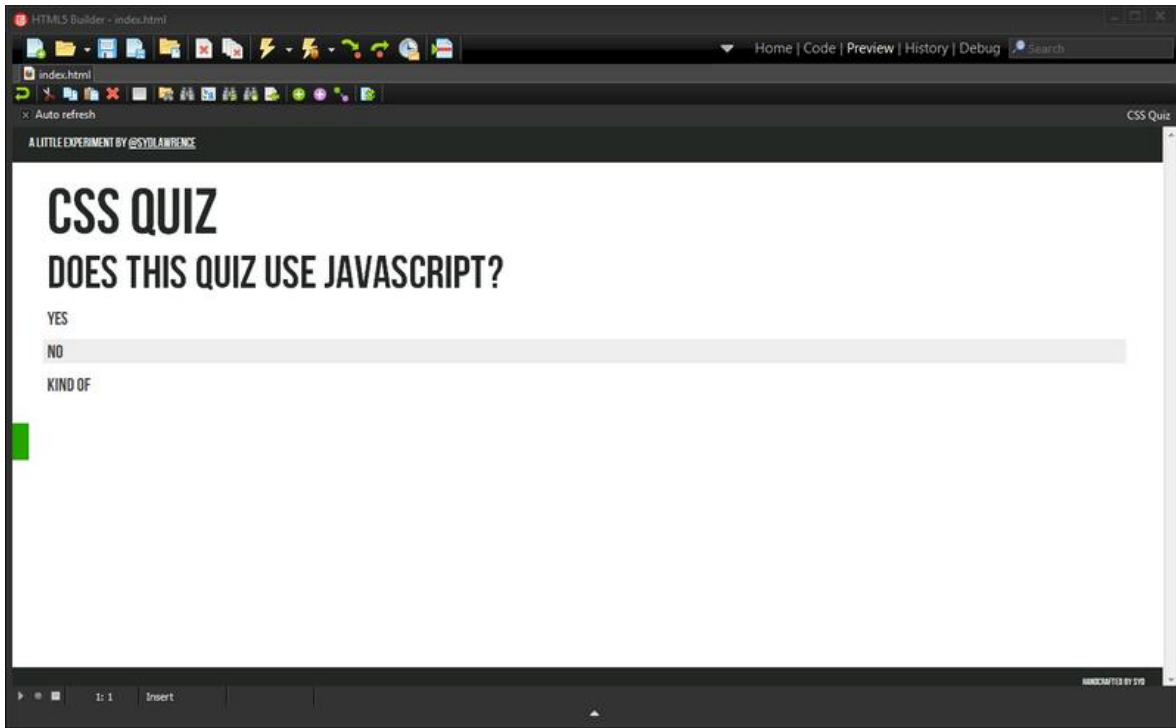 HTML5 Builder - index.html
Home | Code | Preview | History | Debug Search
index.html
Auto refresh CSS Quiz
A LITTLE EXPERIMENT BY @SYDLAWRENCE
CSS QUIZ
DOES THIS QUIZ USE JAVASCRIPT?
YES
NO
KIND OF
HANDCRAFTED BY SYD
1: 1 Insert